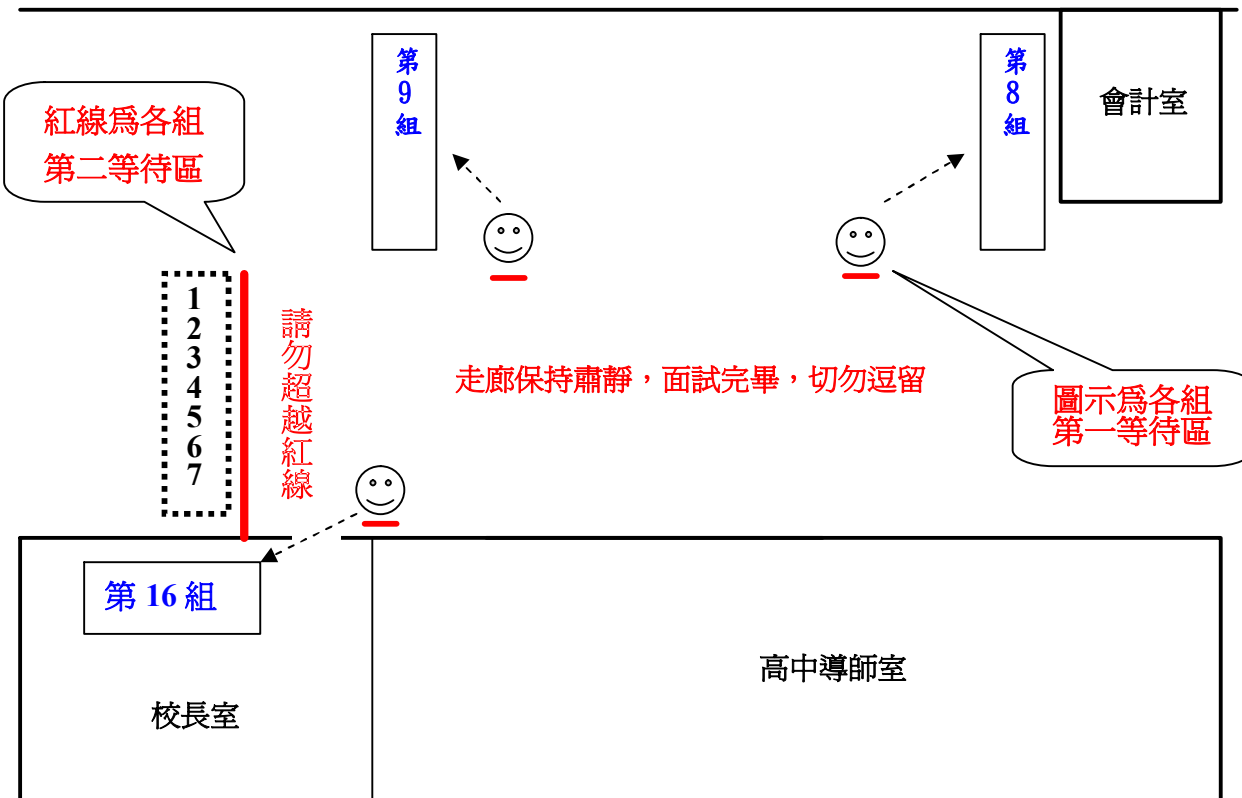 第9組
第8組
會計室
紅線為各組
第二等待區
1
2
3
4
5
6
7
請勿超越紅線
走廊保持肅靜，面試完畢，切勿逗留
圖示為各組
第一等待區
第 16 組
校長室
高中導師室